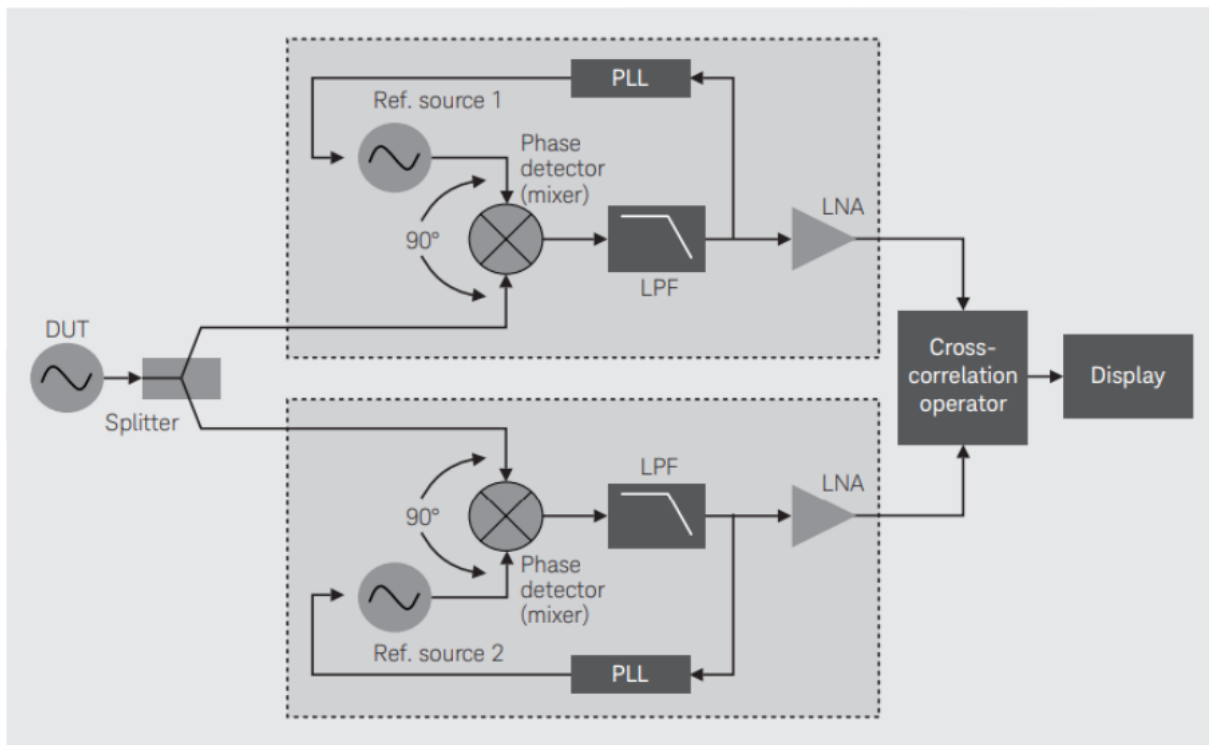 PLL
Ref. source 1
Phase
detector
(mixer)
LNA
90°
LPF
DUT
Splitter
Cross-
correlation
operator
Display
LPF
LNA
90°
Phase
detector
(mixer)
Ref. source 2
PLL